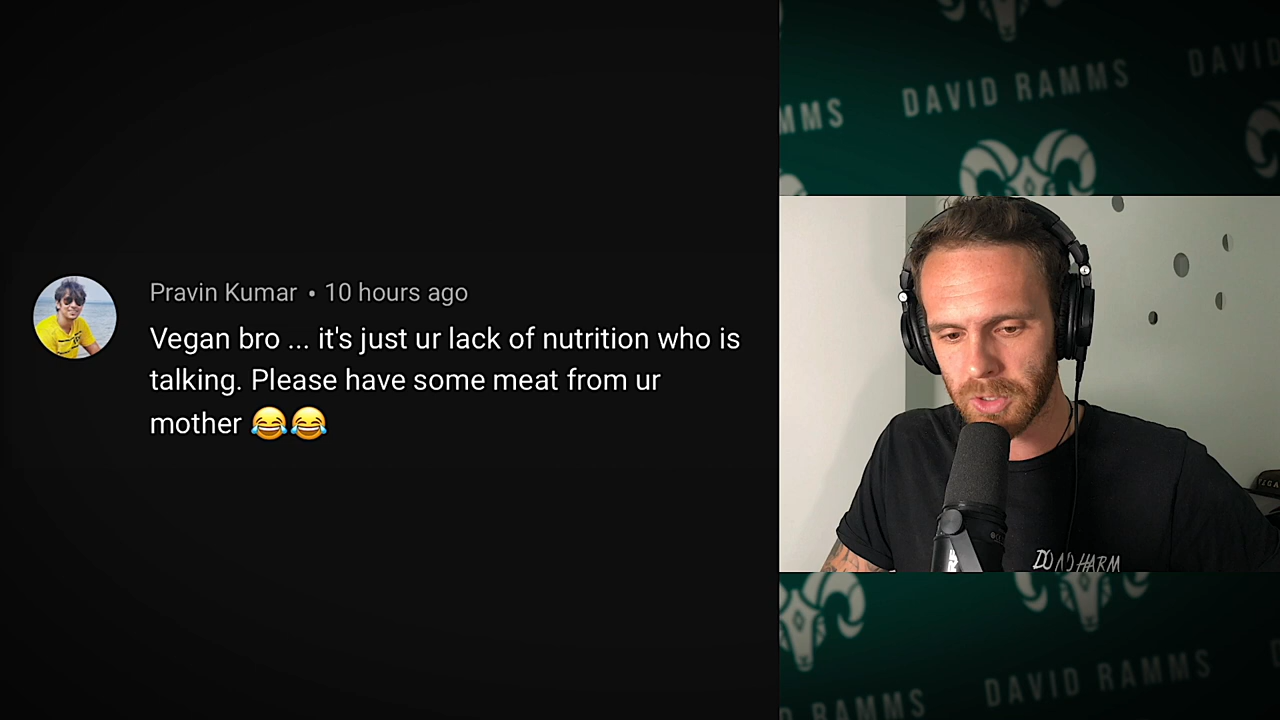 Pravin Kumar • 10 hours ago
Vegan bro ... it's just ur lack of nutrition who is
talking. Please have some meat from ur
mother 😂😂
DAVID RAMMS
DAVID
MMS
DO NO HARM
DAVID RAMMS
RAMMS